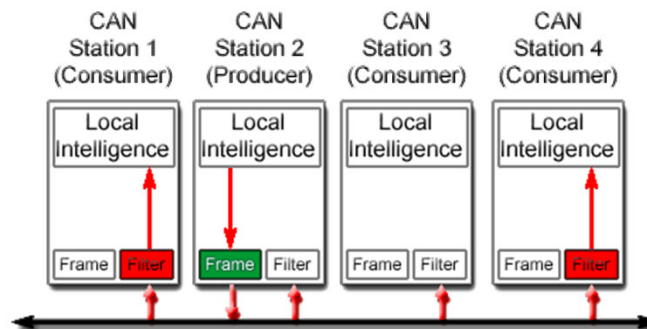 CAN
Station 1
(Consumer)
CAN
Station 2
(Producer)
CAN
Station 3
(Consumer)
CAN
Station 4
(Consumer)
Local
Intelligence
Local
Intelligence
Local
Intelligence
Local
Intelligence
Frame
Filter
Frame
Filter
Frame
Filter
Frame
Filter